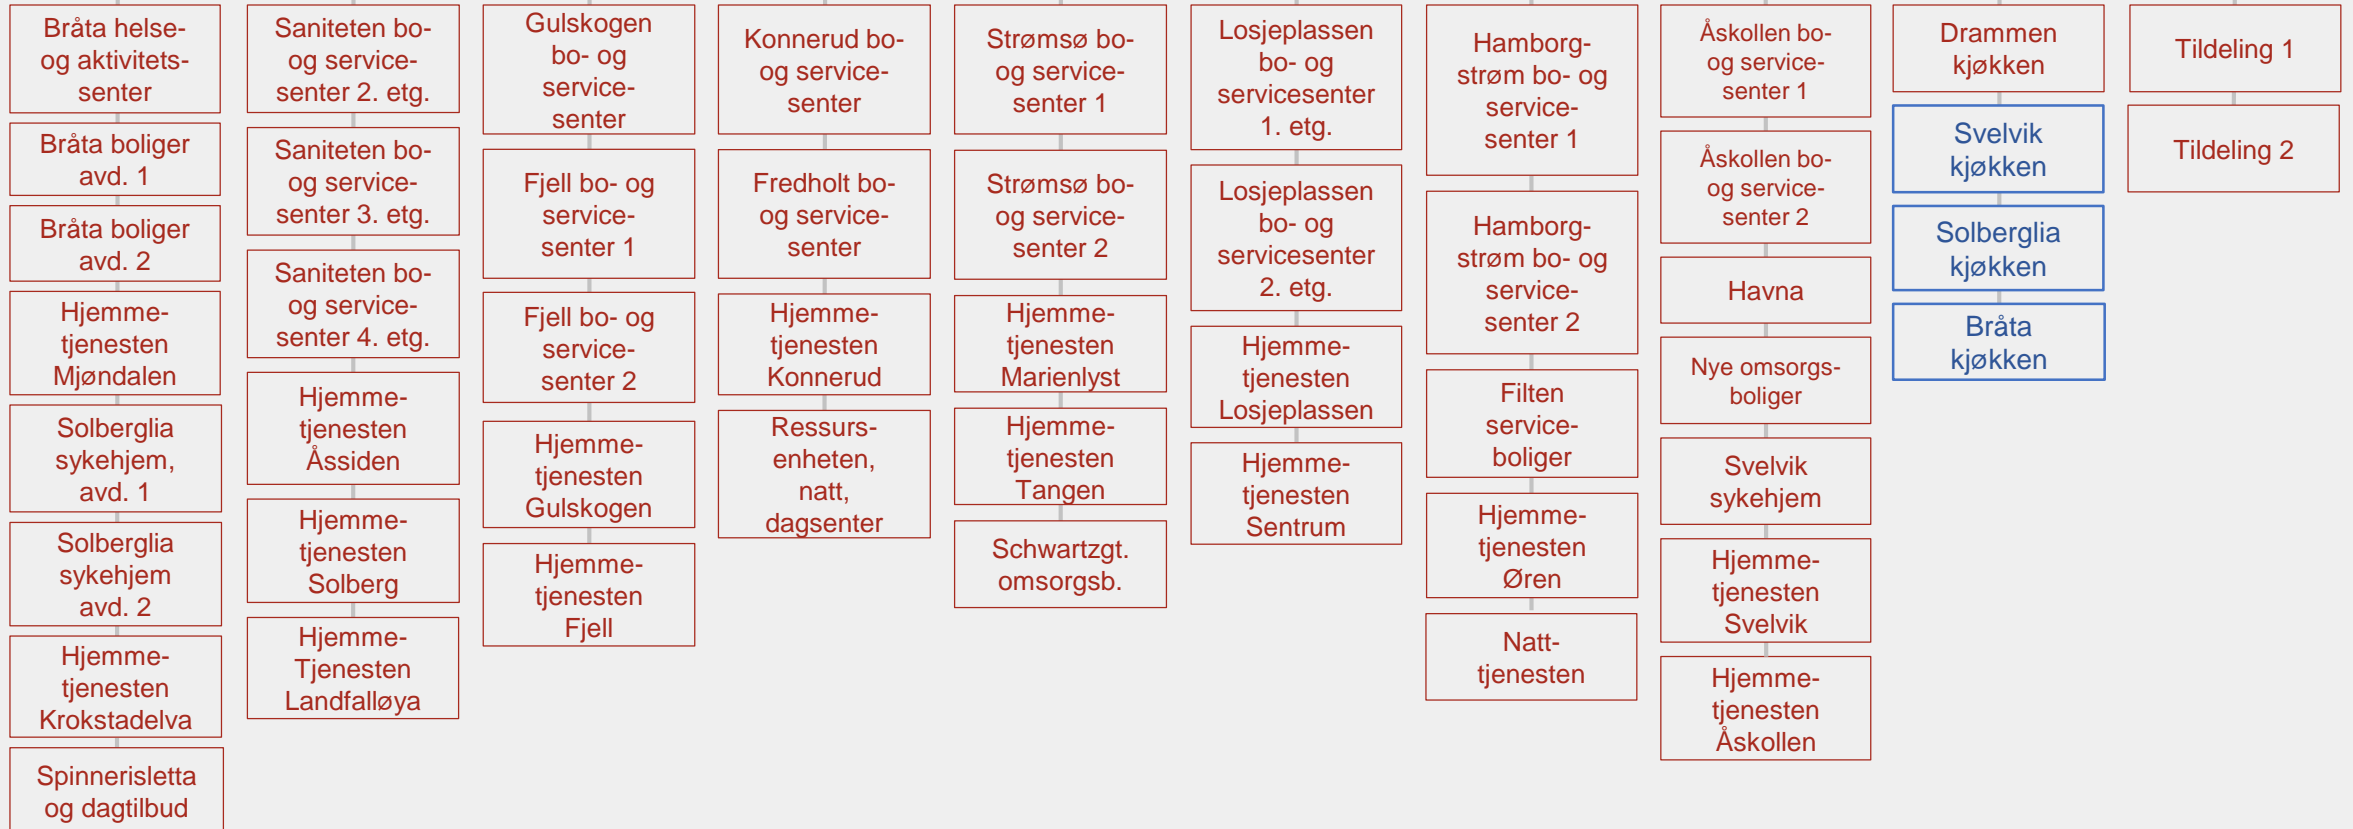 Bråta helse-
og aktivitets-
senter
Bråta boliger
avd. 1
Bråta boliger
avd. 2
Hjemme-
tjenesten
Mjøndalen
Solberglia
sykehjem,
avd. 1
Solberglia
sykehjem
avd. 2
Hjemme-
tjenesten
Krokstadelva
Spinnerisletta
og dagtilbud
Saniteten bo-
og service-
senter 2. etg.
Saniteten bo-
og service-
senter 3. etg.
Saniteten bo-
og service-
senter 4. etg.
Hjemme-
tjenesten
Åssiden
Hjemme-
tjenesten
Solberg
Hjemme-
Tjenesten
Landfalløya
Gulskogen
bo- og
service-
senter
Fjell bo- og
service-
senter 1
Fjell bo- og
service-
senter 2
Hjemme-
tjenesten
Gulskogen
Hjemme-
tjenesten
Fjell
Konnerud bo-
og service-
senter
Fredholt bo-
og service-
senter
Hjemme-
tjenesten
Konnerud
Ressurs-
enheten,
natt,
dagsenter
Strømsø bo-
og service-
senter 1
Strømsø bo-
og service-
senter 2
Hjemme-
tjenesten
Marienlyst
Hjemme-
tjenesten
Tangen
Schwartzgt.
omsorgsb.
Losjeplassen
bo- og
servicesenter
1. etg.
Losjeplassen
bo- og
servicesenter
2. etg.
Hjemme-
tjenesten
Losjeplassen
Hjemme-
tjenesten
Sentrum
Hamborg-
strøm bo- og
service-
senter 1
Hamborg-
strøm bo- og
service-
senter 2
Filten
service-
boliger
Hjemme-
tjenesten
Øren
Natt-
tjenesten
Åskollen bo-
og service-
senter 1
Åskollen bo-
og service-
senter 2
Havna
Nye omsorgs-
boliger
Svelvik
sykehjem
Hjemme-
tjenesten
Svelvik
Hjemme-
tjenesten
Åskollen
Drammen
kjøkken
Svelvik
kjøkken
Solberglia
kjøkken
Bråta
kjøkken
Tildeling 1
Tildeling 2